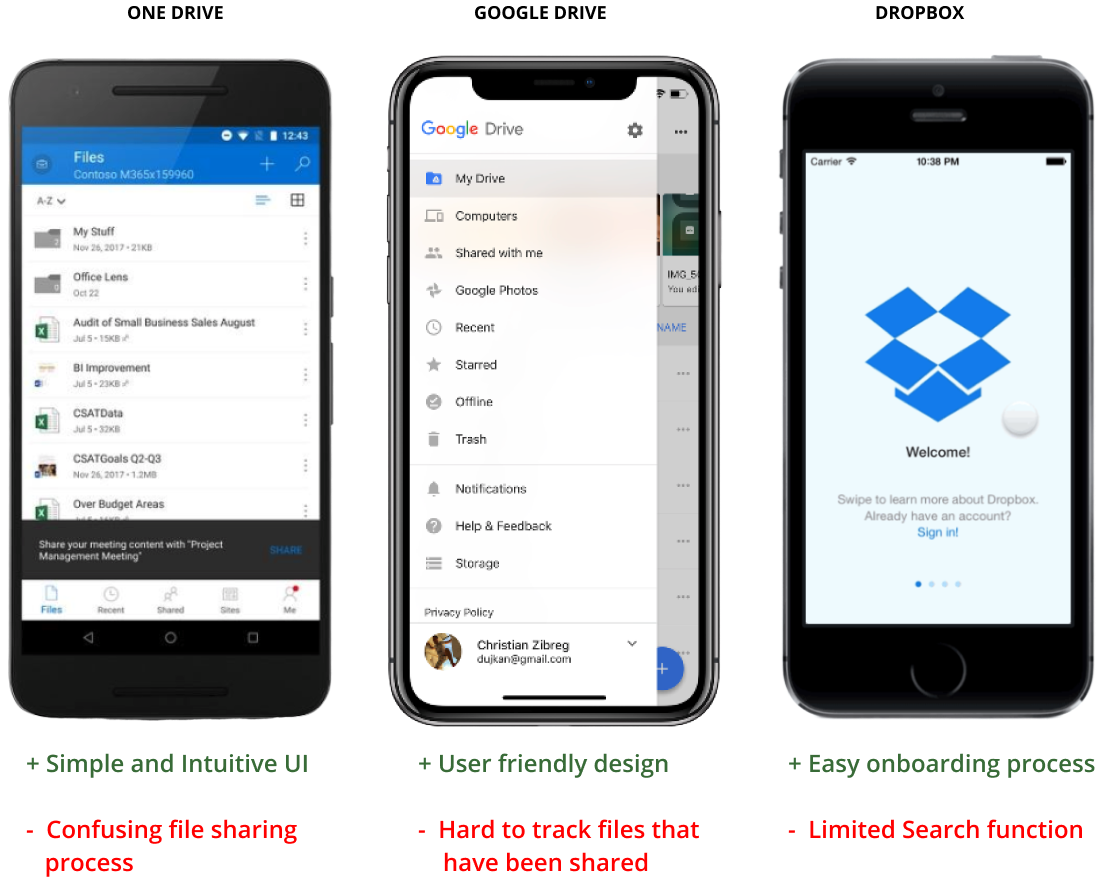 ONE DRIVE
GOOGLE DRIVE
DROPBOX
12:43
Files
Contoso M365x159960
A-Z
My Stuff
Nov 26, 2017 • 21KB
Office Lens
Oct 22
Audit of Small Business Sales August
Jul 5 • 15KB
BI Improvement
Jul 5 • 23KB
CSATData
Jul 5 • 32KB
CSATGoals Q2-Q3
Nov 26, 2017 • 1.2MB
Over Budget Areas
Share your meeting content with "Project
Management Meeting"
SHARE
Files
Recent
Shared
Sites
Me
Google Drive
My Drive
Computers
Shared with me
Google Photos
Recent
Starred
Offline
Trash
Notifications
Help & Feedback
Storage
Privacy Policy
Christian Zibreg
dujkan@gmail.com
You
NAME
Carrier
10:38 PM
Welcome!
Swipe to learn more about Dropbox.
Already have an account?
Sign in!
+ Simple and Intuitive UI
- Confusing file sharing
process
+ User friendly design
- Hard to track files that
have been shared
+ Easy onboarding process
- Limited Search function